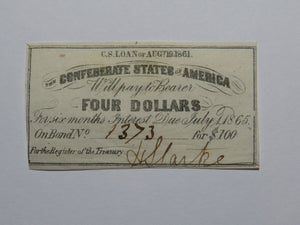 C.S. LOAN OF AUG 19, 1861.
THE CONFEDERATE STATES OF AMERICA
Will pay to Bearer
FOUR DOLLARS
For six months Interest Due July 1, 1865.
On Bond No 1373 for $100
For the Register of the Treasury.